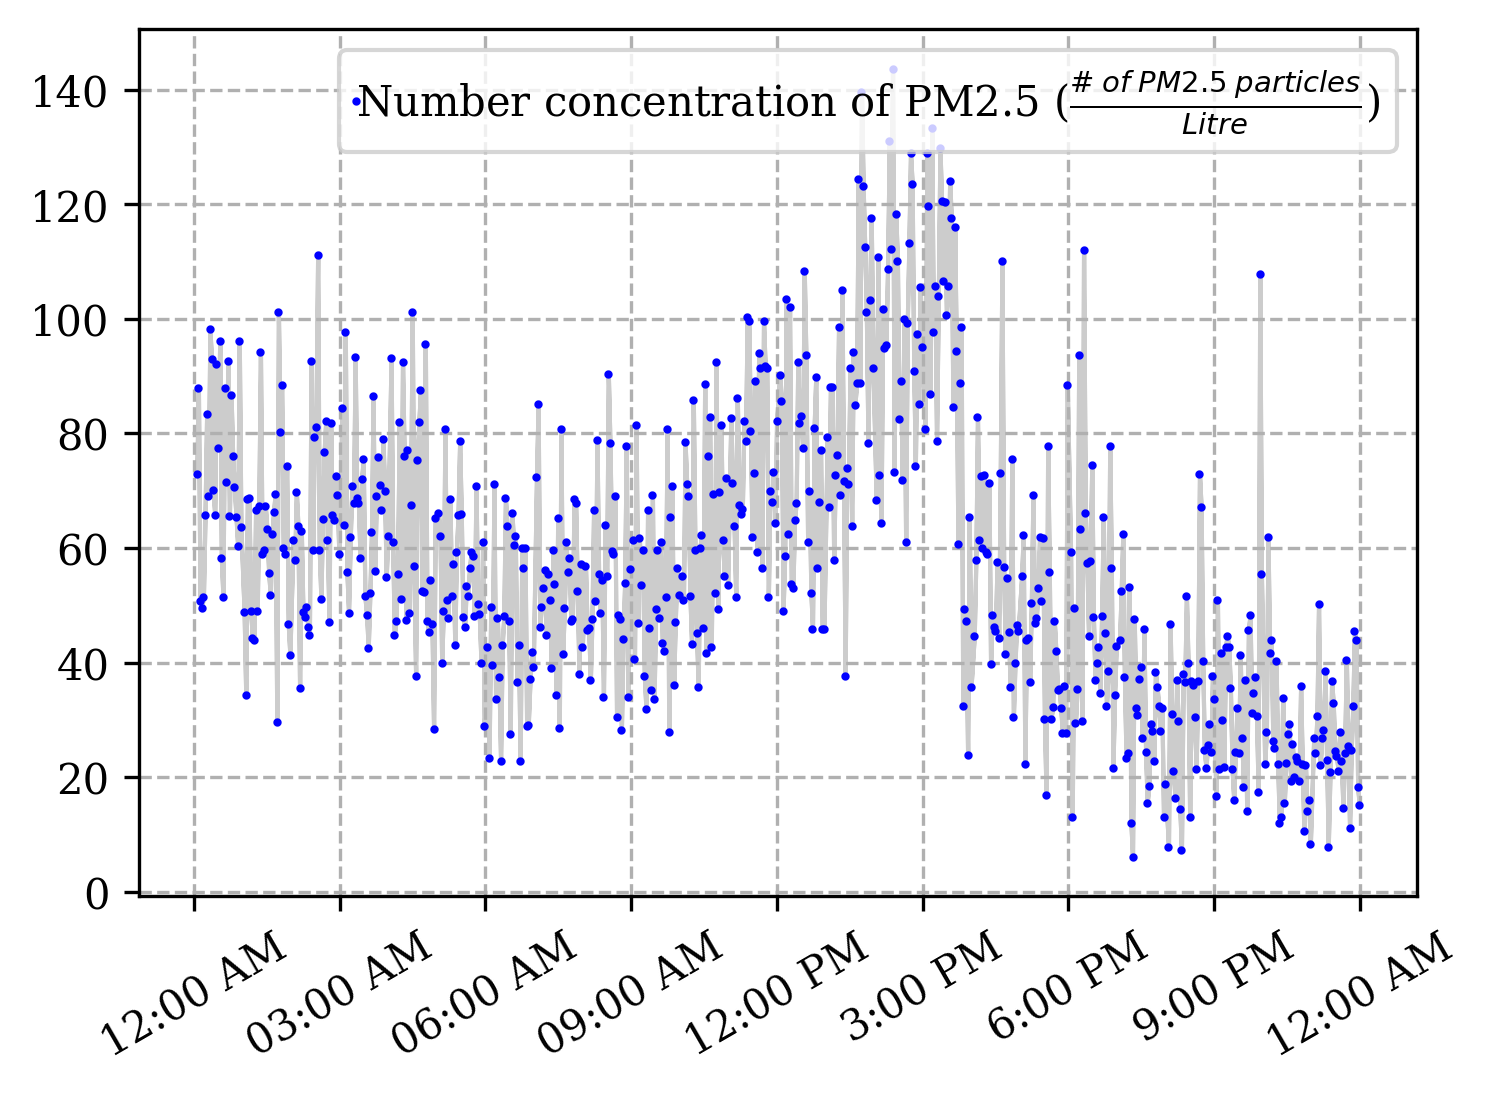 Number concentration of PM2.5 (# of PM2.5 particles / Litre)
140
120
100
80
60
40
20
0
12:00 AM
03:00 AM
06:00 AM
09:00 AM
12:00 PM
3:00 PM
6:00 PM
9:00 PM
12:00 AM